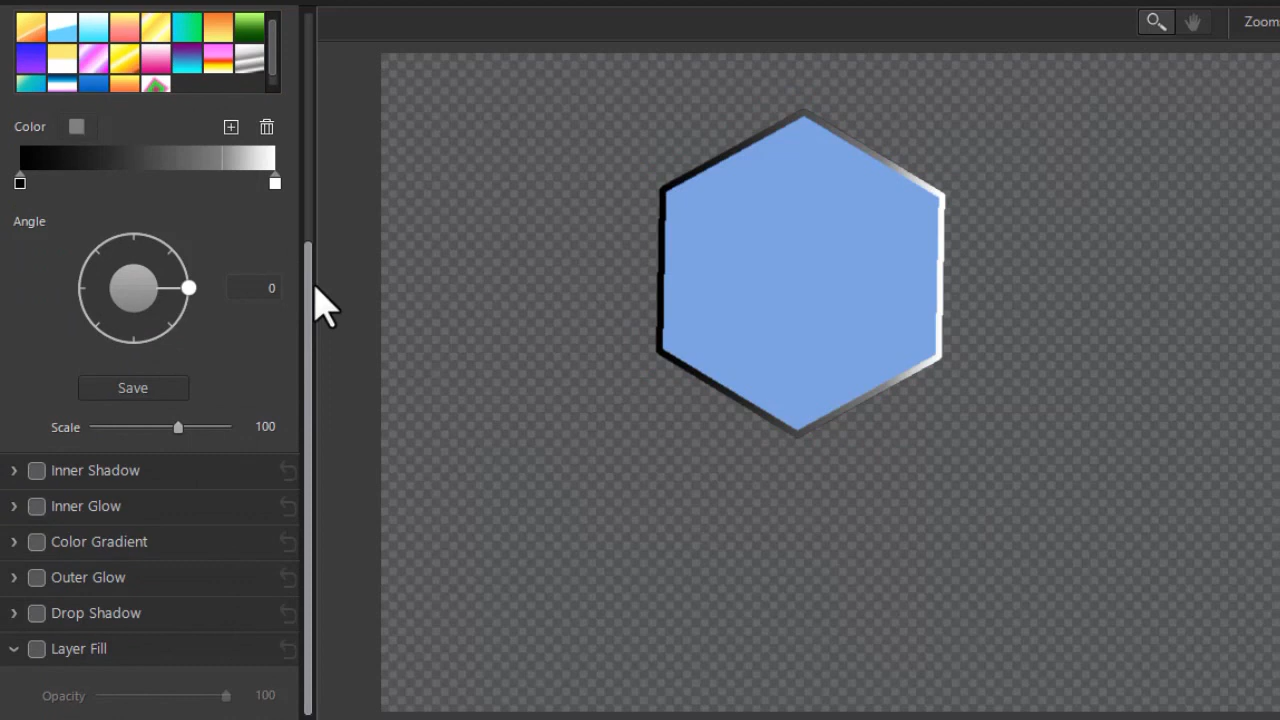 Zoom
Color
Angle
0
Save
Scale 100
Inner Shadow
Inner Glow
Color Gradient
Outer Glow
Drop Shadow
Layer Fill
Opacity 100